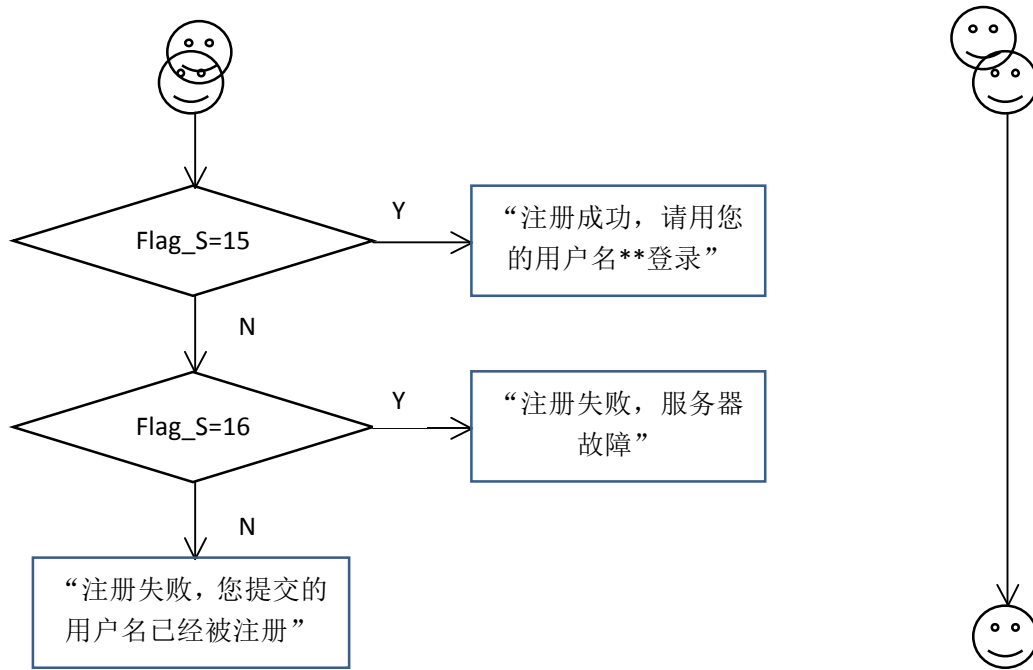 Flag_S=15
Y
“注册成功，请用您
的用户名**登录”
N
Flag_S=16
Y
“注册失败，服务器
故障”
N
“注册失败，您提交的
用户名已经被注册”